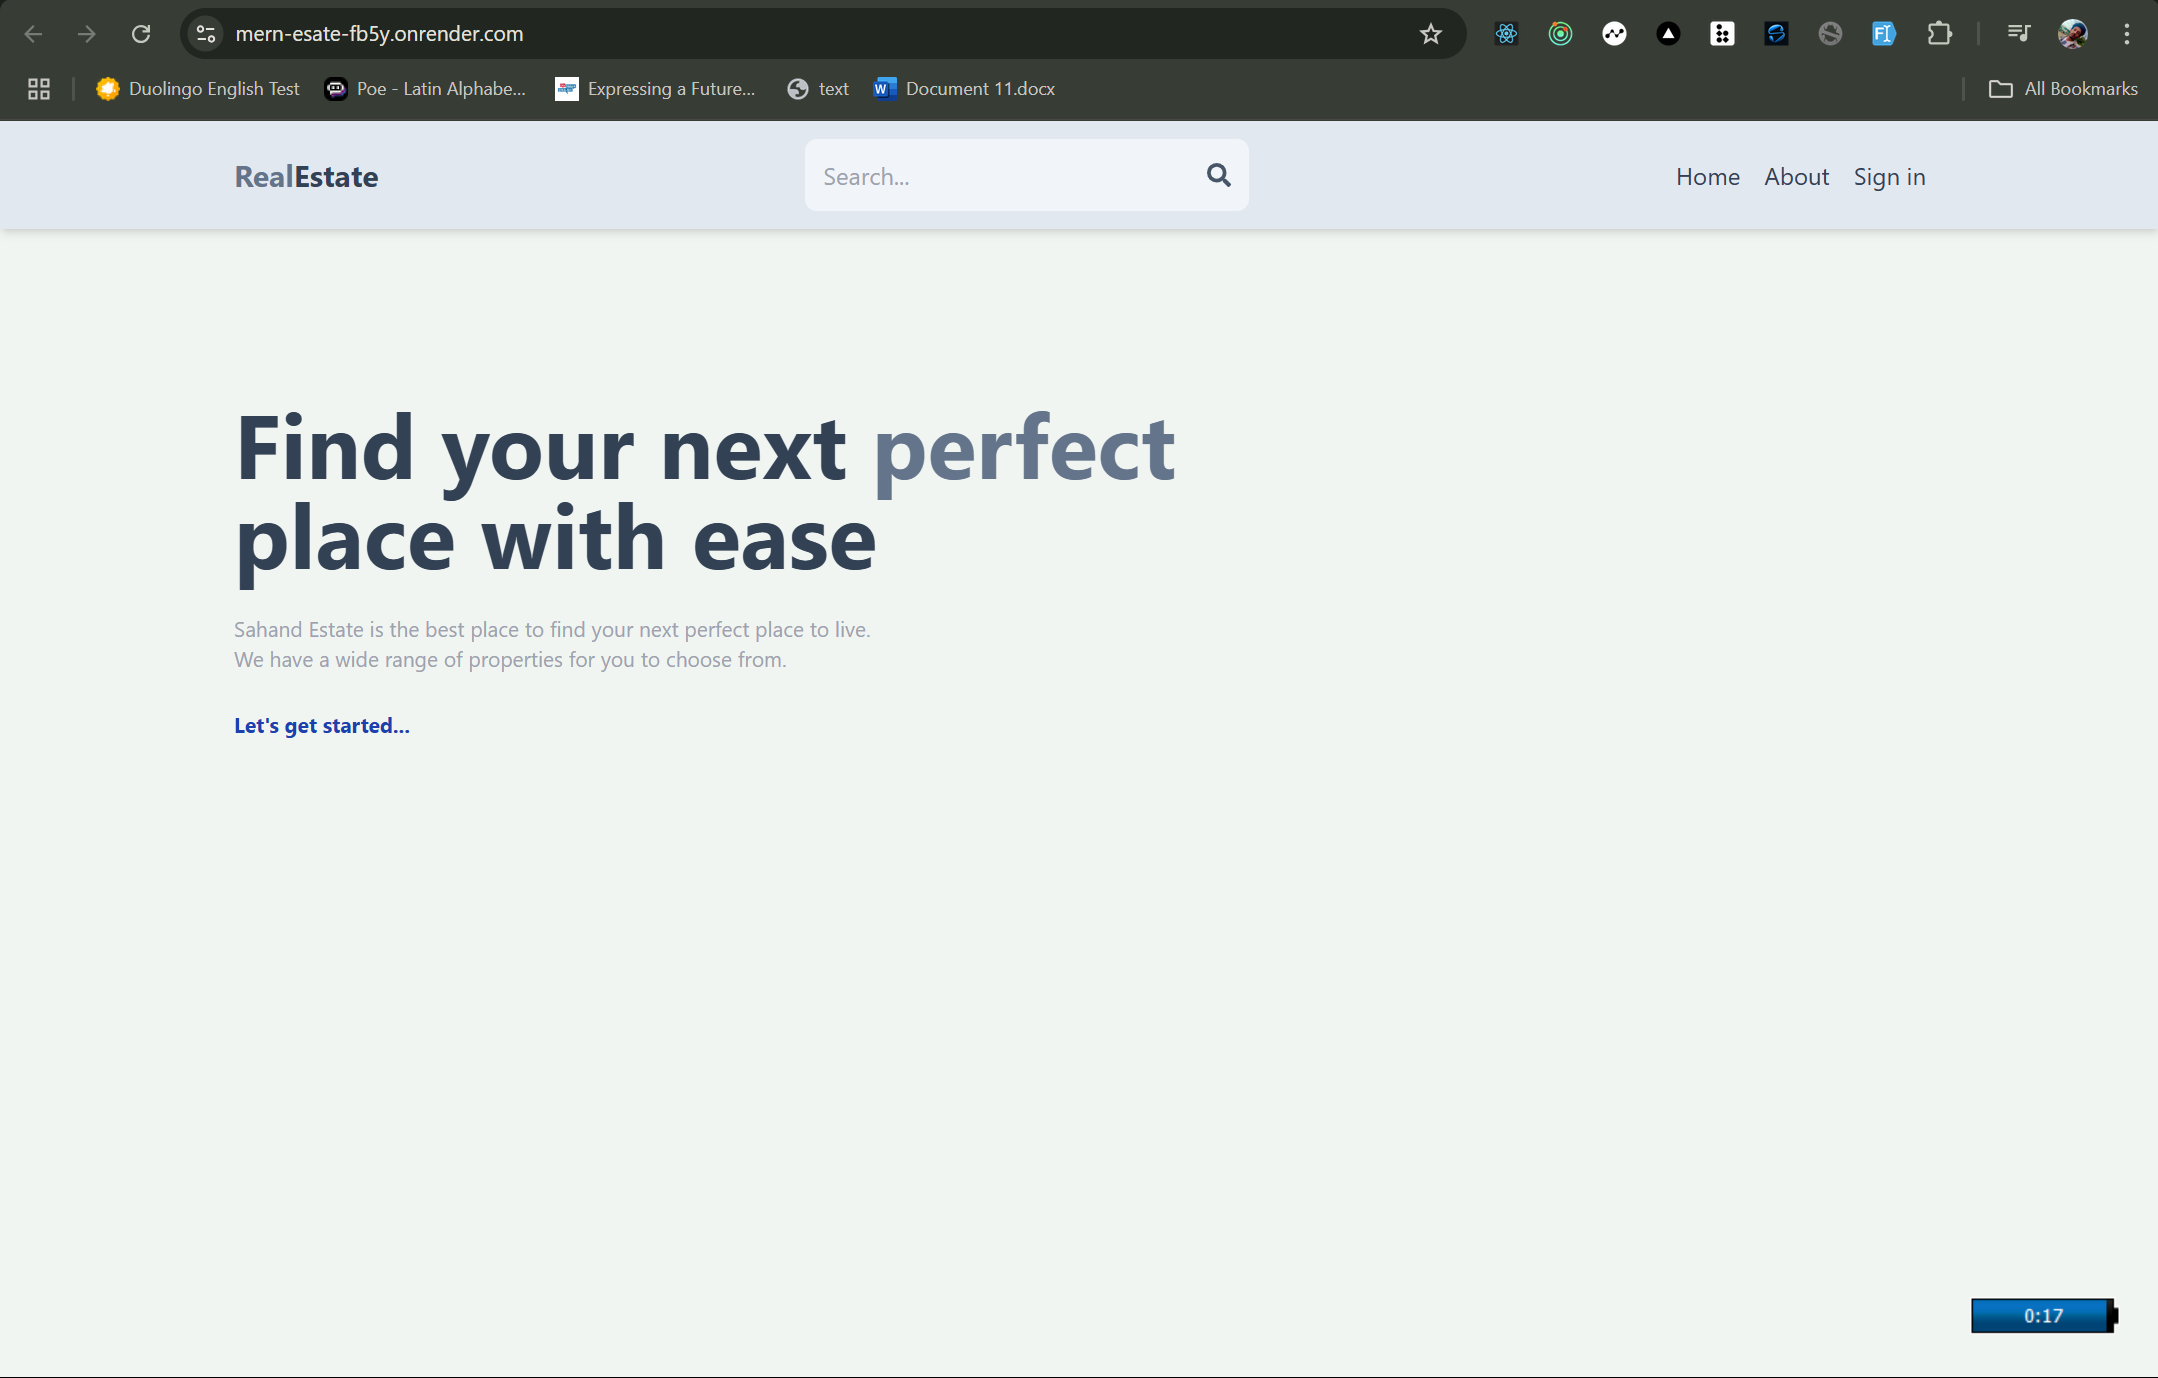 mern-esate-fb5y.onrender.com
Duolingo English Test
Poe - Latin Alphabe...
Expressing a Future...
text
Document 11.docx
All Bookmarks
RealEstate
Search...
Home
About
Sign in
Find your next perfect
place with ease
Sahand Estate is the best place to find your next perfect place to live.
We have a wide range of properties for you to choose from.
Let's get started...
0:17